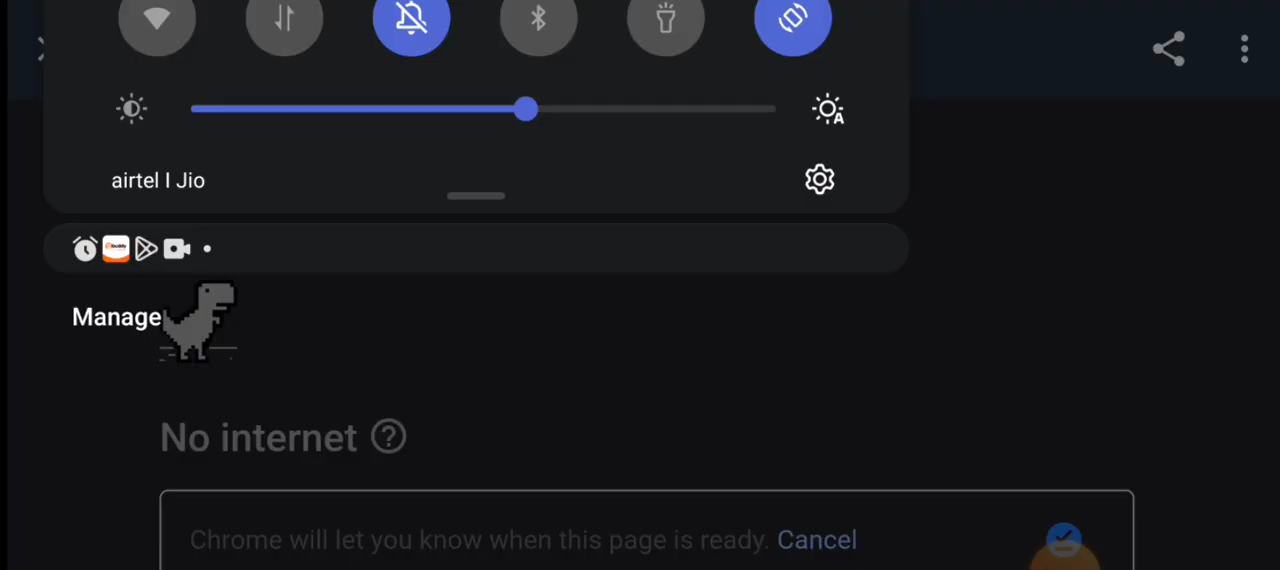 airtel I Jio
Manage
No internet
Chrome will let you know when this page is ready. Cancel